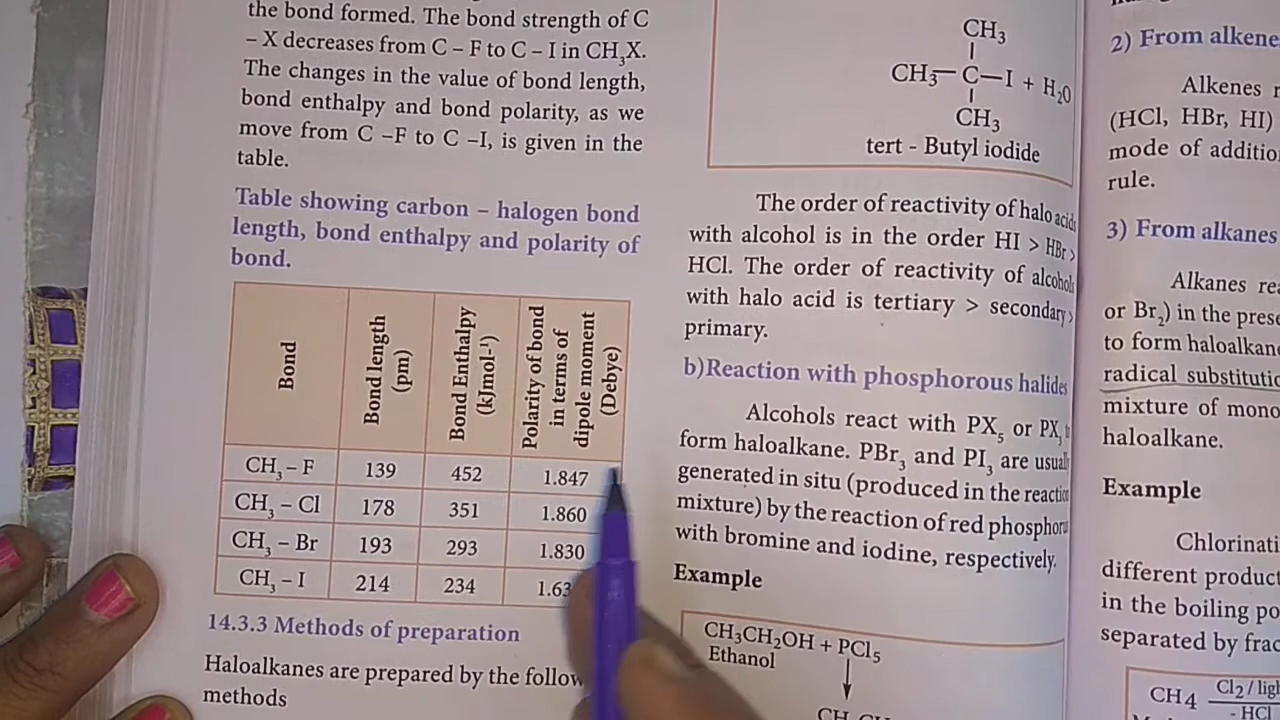 the bond formed. The bond strength of C
– X decreases from C – F to C – I in CH₃X.
The changes in the value of bond length,
bond enthalpy and bond polarity, as we
move from C –F to C –I, is given in the
table.
Table showing carbon – halogen bond
length, bond enthalpy and polarity of
bond.
Bond
Bond length (pm)
Bond Enthalpy (kJmol-¹)
Polarity of bond in terms of dipole moment (Debye)
CH₃ – F 139 452 1.847
CH₃ – Cl 178 351 1.860
CH₃ – Br 193 293 1.830
CH₃ – I 214 234
14.3.3 Methods of preparation
Haloalkanes are prepared by the
methods
CH₃
CH₃ — C — I + H₂O
CH₃
tert - Butyl iodide
The order of reactivity of halo acids
with alcohol is in the order HI > HBr >
HCl. The order of reactivity of alcohols
with halo acid is tertiary > secondary >
primary.
b)Reaction with phosphorous halides
Alcohols react with PX₅ or PX₃ to
form haloalkane. PBr₃ and PI₃ are
generated in situ (produced in the reaction
mixture) by the reaction of red
with bromine and iodine, respectively.
Example
CH₃CH₂OH + PCl₅
Ethanol
2) From alkene
Alkenes
(HCl, HBr, HI)
mode of
rule.
3) From alkanes
Alkanes
or Br₂) in the
to form
radical
mixture of
haloalkane.
Example
different
in the boiling
separated by
CH₄ Cl₂ /
- HCl